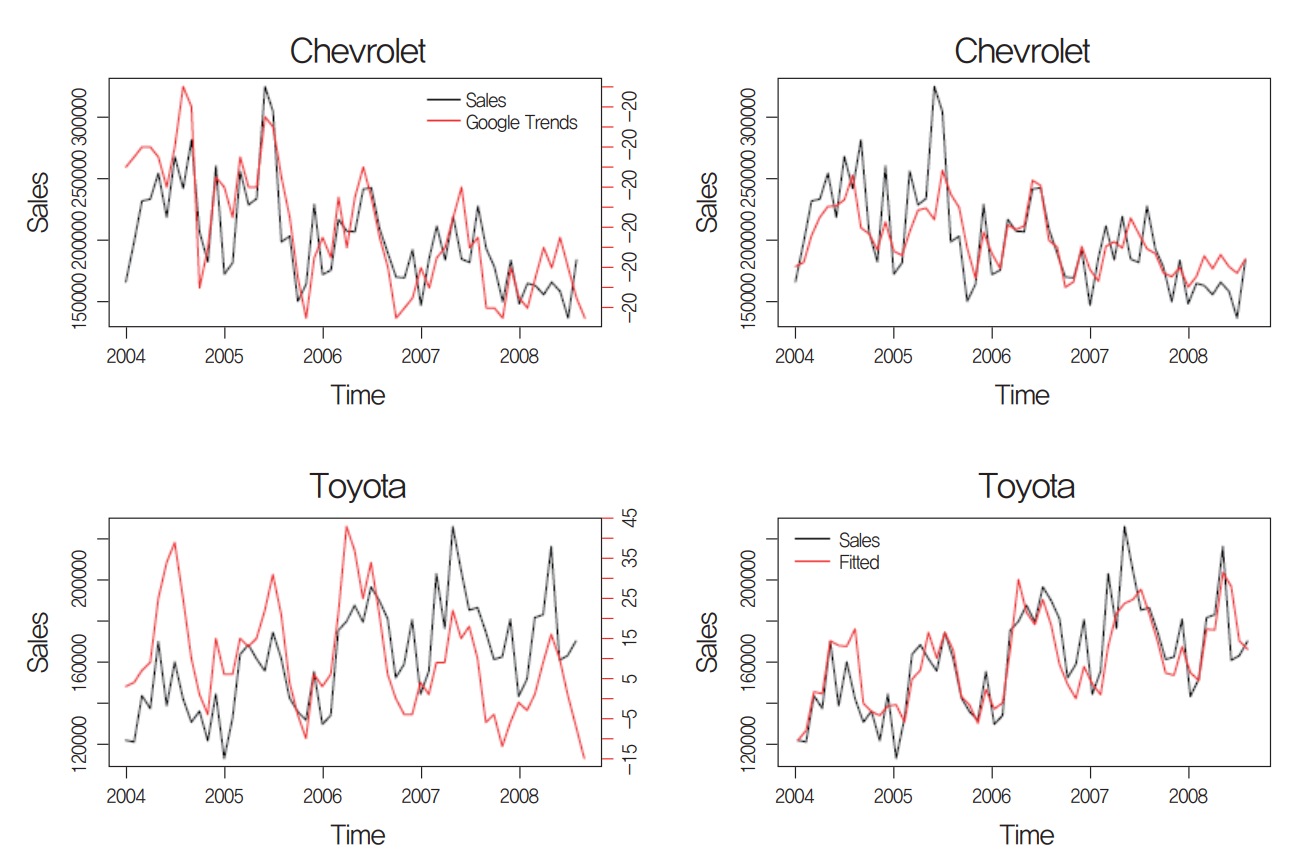 Chevrolet
Sales
150000 200000 250000 300000
Sales
Google Trends
−20 −20 −20 −20 −20 −20
2004 2005 2006 2007 2008
Time
Chevrolet
Sales
150000 200000 250000 300000
2004 2005 2006 2007 2008
Time
Toyota
Sales
120000 160000 200000
−15 −5 5 15 25 35 45
2004 2005 2006 2007 2008
Time
Toyota
Sales
120000 160000 200000
Sales
Fitted
2004 2005 2006 2007 2008
Time